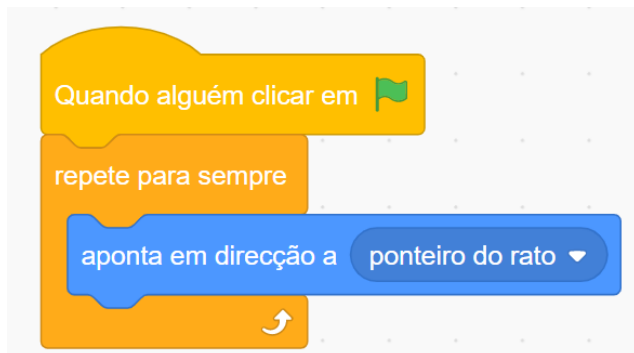 Quando alguém clicar em
repete para sempre
aponta em direcção a ponteiro do rato